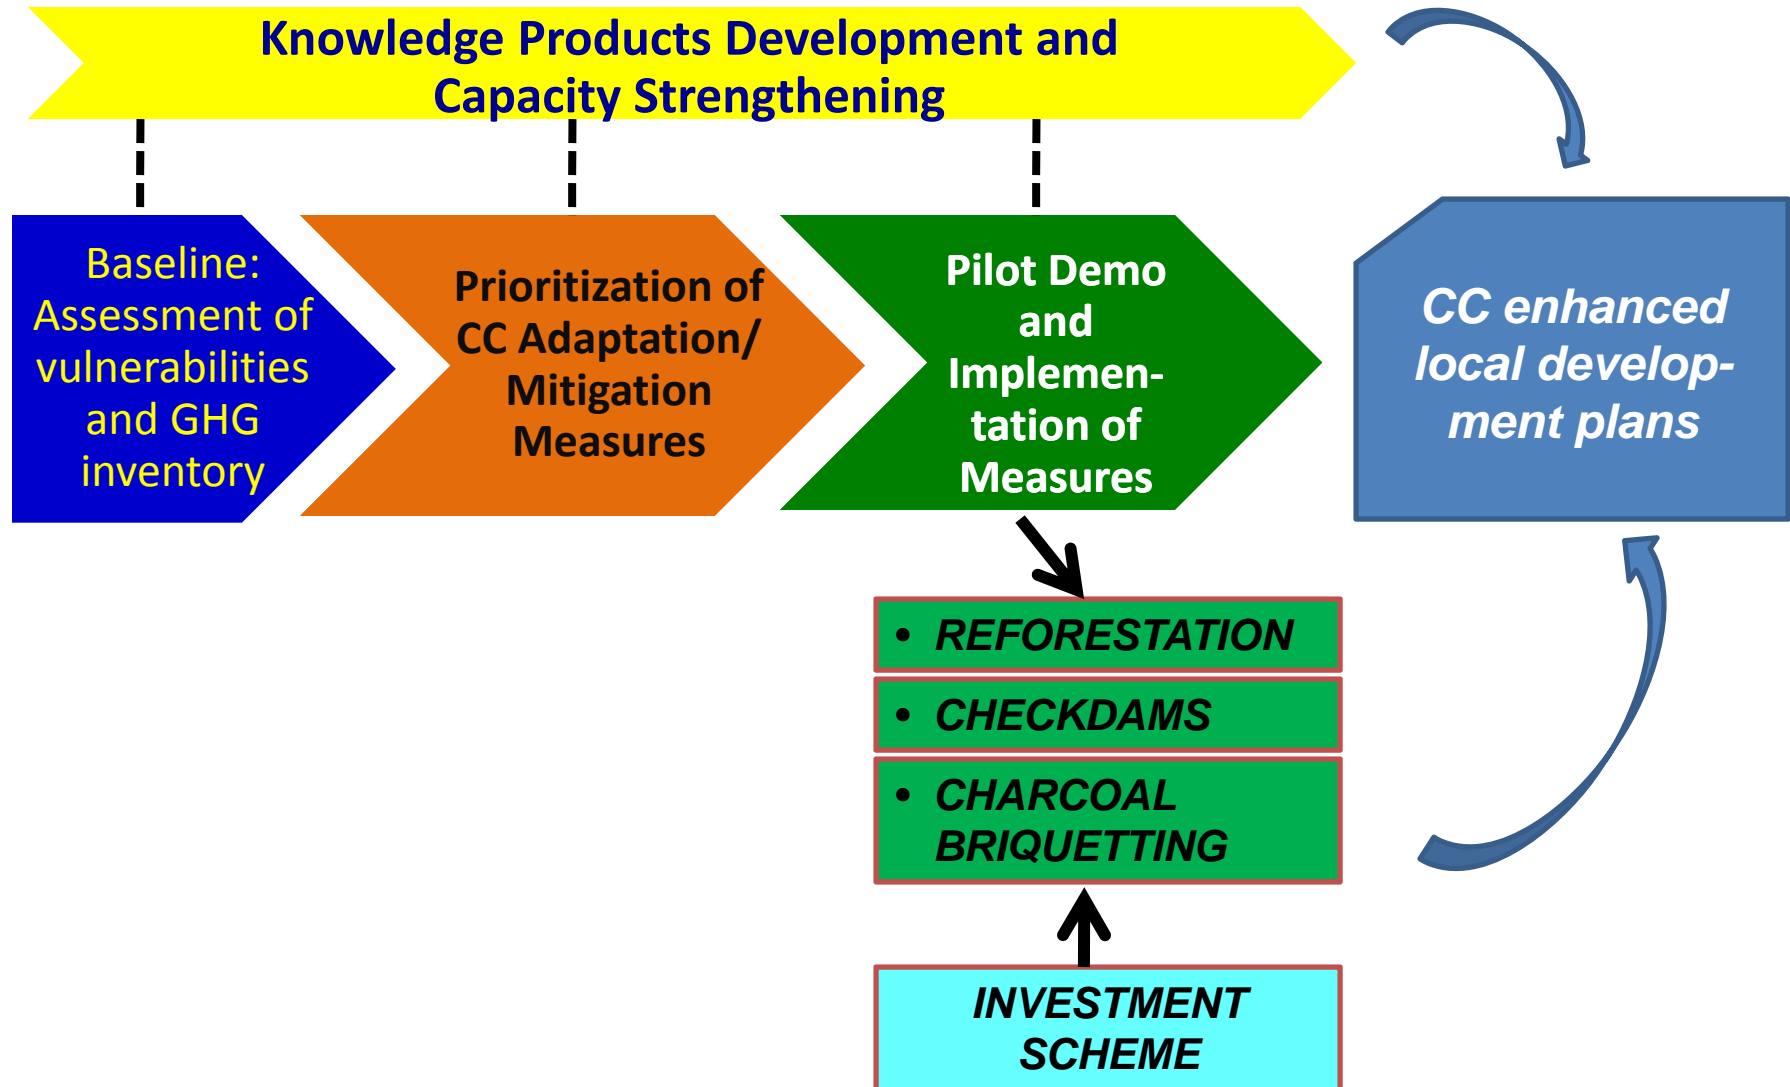 Knowledge Products Development and
Capacity Strengthening
Baseline:
Assessment of
vulnerabilities
and GHG
inventory
Prioritization of
CC Adaptation/
Mitigation
Measures
Pilot Demo
and
Implemen-
tation of
Measures
CC enhanced
local develop-
ment plans
• REFORESTATION
• CHECKDAMS
• CHARCOAL
BRIQUETTING
INVESTMENT
SCHEME